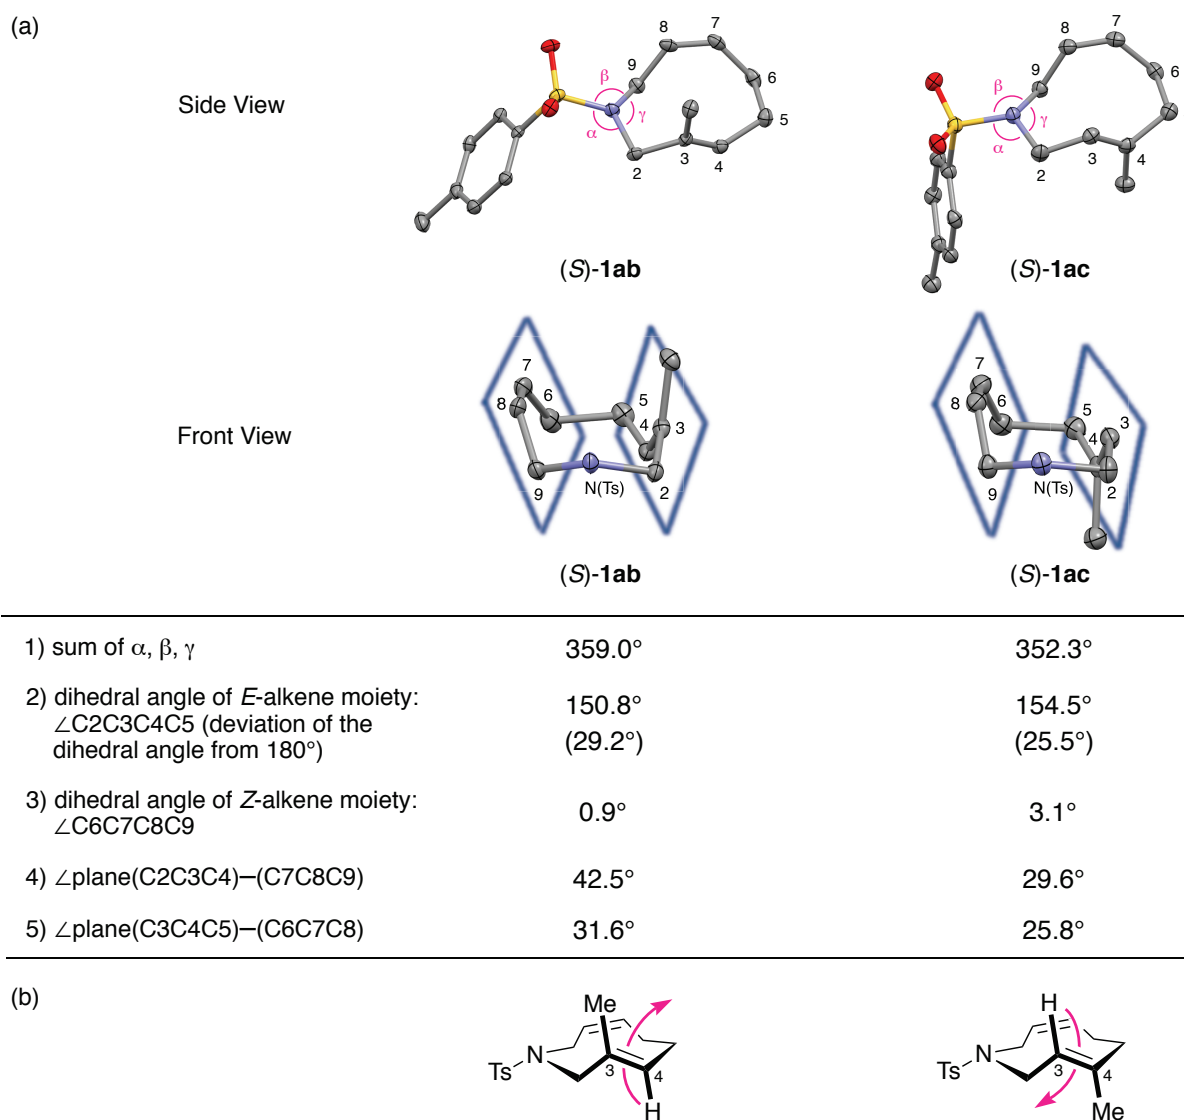 (a)
Side View
8 7 9 6 5 β γ α 3 4 2
8 7 9 6 β γ α 3 4 2
(S)-1ab (S)-1ac
Front View
7 8 6 5 4 3 9 N(Ts) 2
7 8 6 5 4 3 9 N(Ts) 2
(S)-1ab (S)-1ac
1) sum of α, β, γ 359.0° 352.3°
2) dihedral angle of E-alkene moiety: 150.8° 154.5°
∠C2C3C4C5 (deviation of the
dihedral angle from 180°) (29.2°) (25.5°)
3) dihedral angle of Z-alkene moiety: 0.9° 3.1°
∠C6C7C8C9
4) ∠plane(C2C3C4)–(C7C8C9) 42.5° 29.6°
5) ∠plane(C3C4C5)–(C6C7C8) 31.6° 25.8°
(b)
Me N Ts 3 4 H
H N Ts 3 4 Me